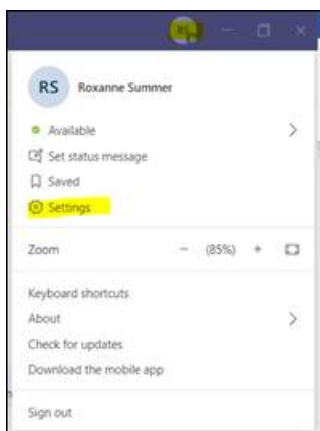 RS
RS Roxanne Summer
Available
Set status message
Saved
Settings
Zoom − (85%) +
Keyboard shortcuts
About
Check for updates
Download the mobile app
Sign out